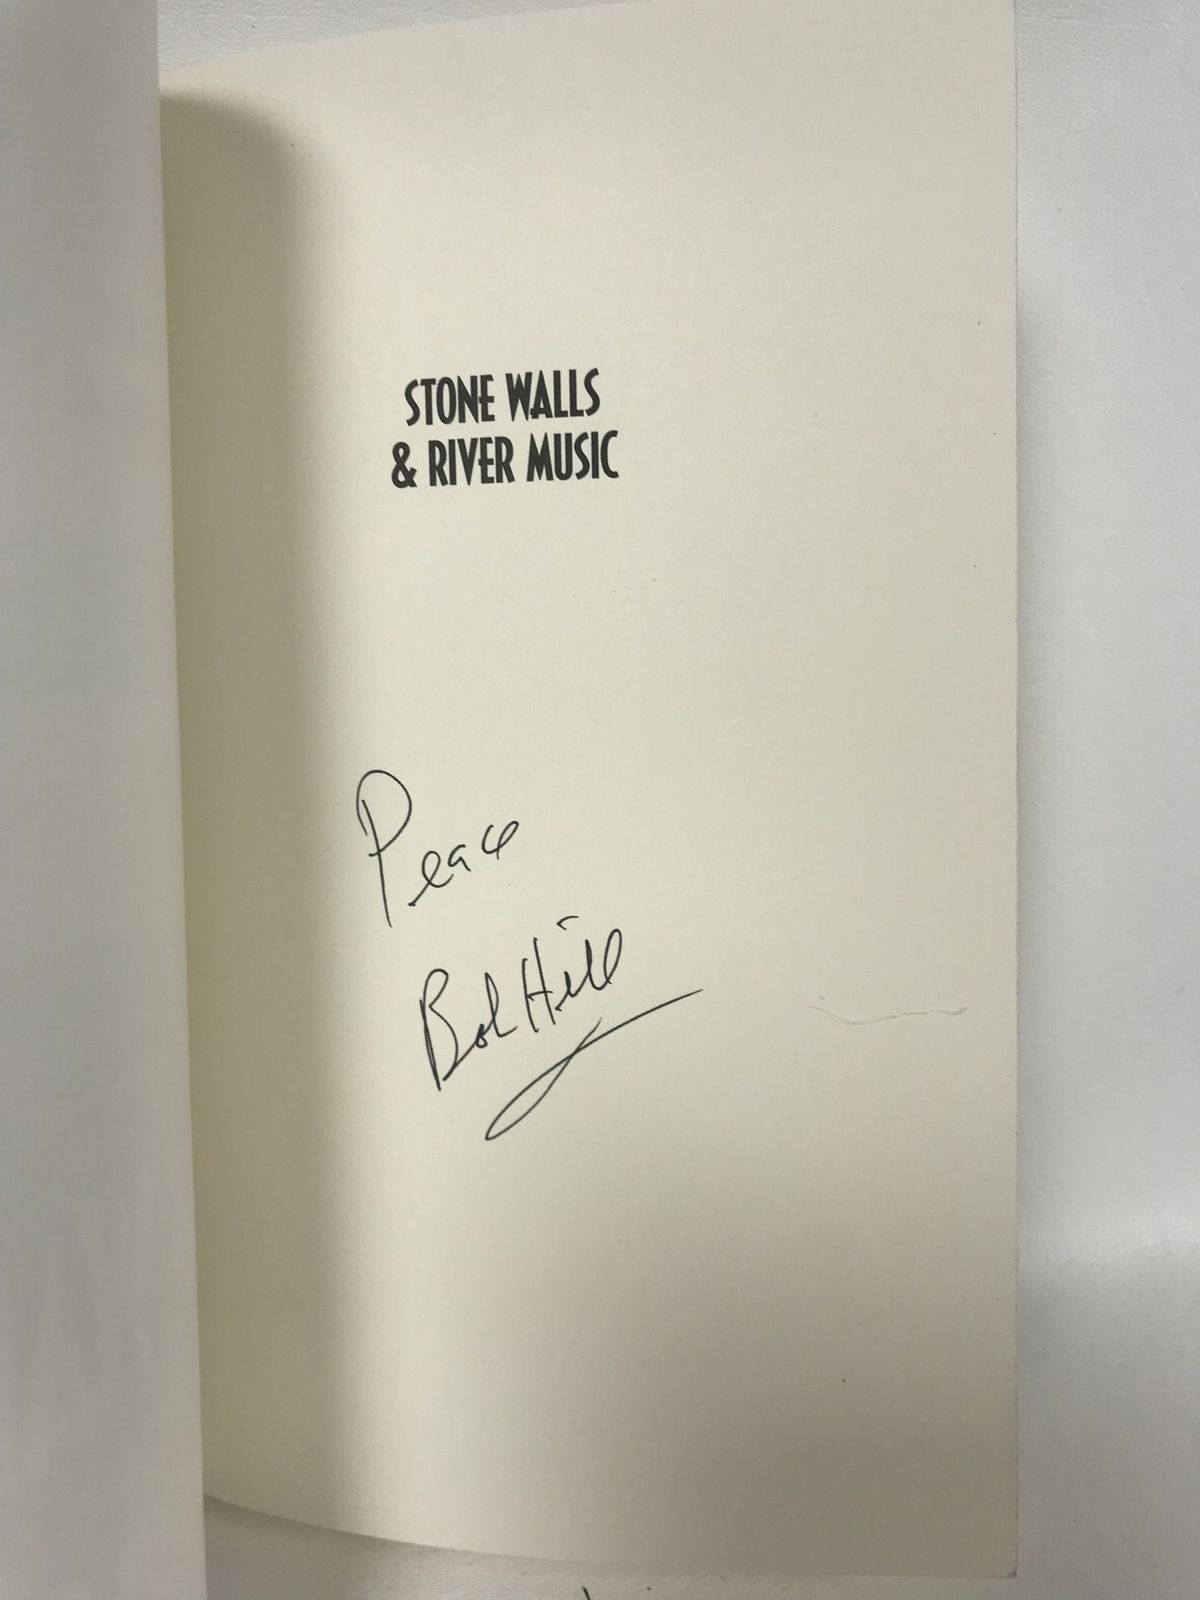 STONE WALLS
& RIVER MUSIC
Peace
Bob Hill